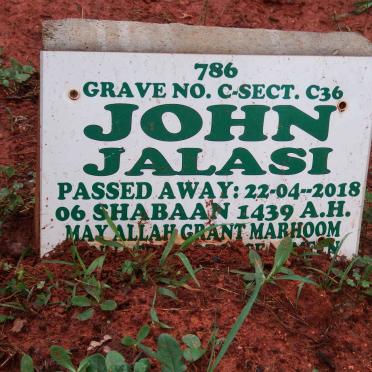 786
GRAVE NO. C-SECT. C36
JOHN
JALASI
PASSED AWAY: 22-04--2018
06 SHABAAN 1439 A.H.
MAY ALLAH GRANT MARHOOM